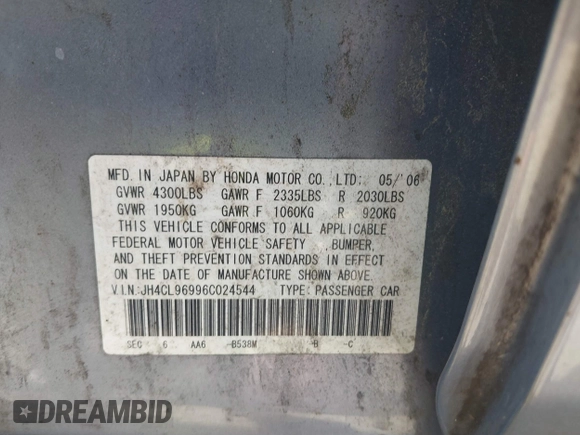 MFD. IN JAPAN BY HONDA MOTOR CO.,LTD: 05/'06
GVWR 4300LBS GAWR F 2335LBS R 2030LBS
GVWR 1950KG GAWR F 1060KG R 920KG
THIS VEHICLE CONFORMS TO ALL APPLICABLE
FEDERAL MOTOR VEHICLE SAFETY ,BUMPER,
AND THEFT PREVENTION STANDARDS IN EFFECT
ON THE DATE OF MANUFACTURE SHOWN ABOVE.
V.I.N:JH4CL96996C024544 TYPE:PASSENGER CAR
SEC 6 AA6 -B538M -B -C
DREAMBID